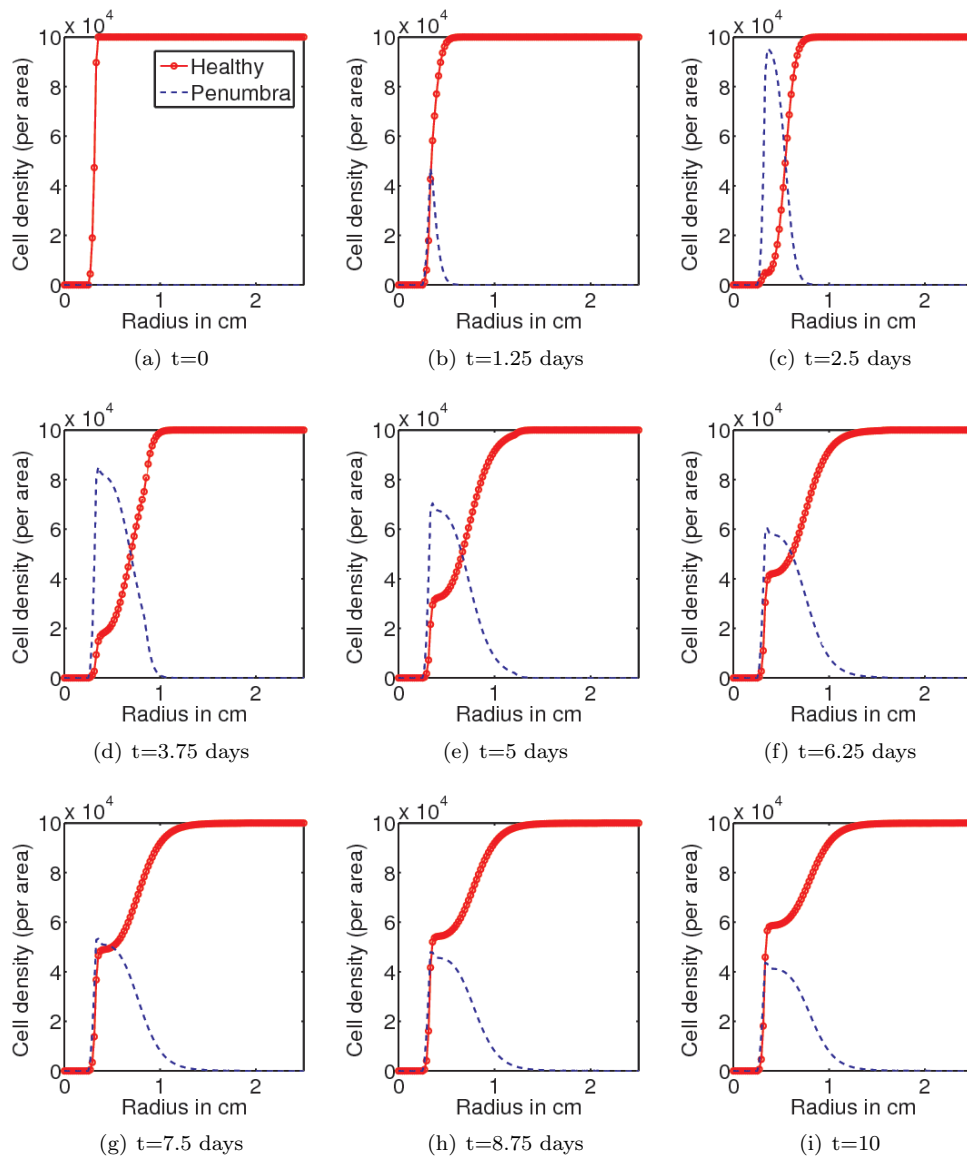 x 10^4
10
8
6
4
2
0
Cell density (per area)
Healthy
Penumbra
0 1 2
Radius in cm
(a) t=0
x 10^4
10
8
6
4
2
0
Cell density (per area)
0 1 2
Radius in cm
(b) t=1.25 days
x 10^4
10
8
6
4
2
0
Cell density (per area)
0 1 2
Radius in cm
(c) t=2.5 days
x 10^4
10
8
6
4
2
0
Cell density (per area)
0 1 2
Radius in cm
(d) t=3.75 days
x 10^4
10
8
6
4
2
0
Cell density (per area)
0 1 2
Radius in cm
(e) t=5 days
x 10^4
10
8
6
4
2
0
Cell density (per area)
0 1 2
Radius in cm
(f) t=6.25 days
x 10^4
10
8
6
4
2
0
Cell density (per area)
0 1 2
Radius in cm
(g) t=7.5 days
x 10^4
10
8
6
4
2
0
Cell density (per area)
0 1 2
Radius in cm
(h) t=8.75 days
x 10^4
10
8
6
4
2
0
Cell density (per area)
0 1 2
Radius in cm
(i) t=10